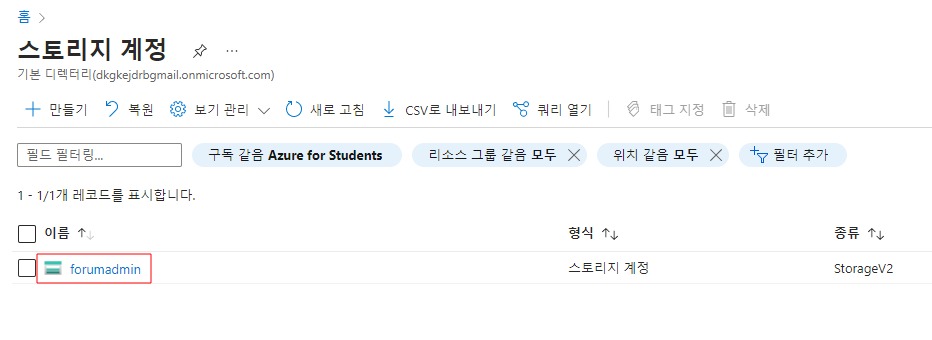 홈
스토리지 계정
기본 디렉터리(dkgkejdrbgmail.onmicrosoft.com)
만들기 복원 보기 관리 새로 고침 CSV로 내보내기 쿼리 열기 태그 지정 삭제
필드 필터링... 구독 같음 Azure for Students 리소스 그룹 같음 모두 위치 같음 모두 필터 추가
1 - 1/1개 레코드를 표시합니다.
이름 형식 종류
forumadmin 스토리지 계정 StorageV2